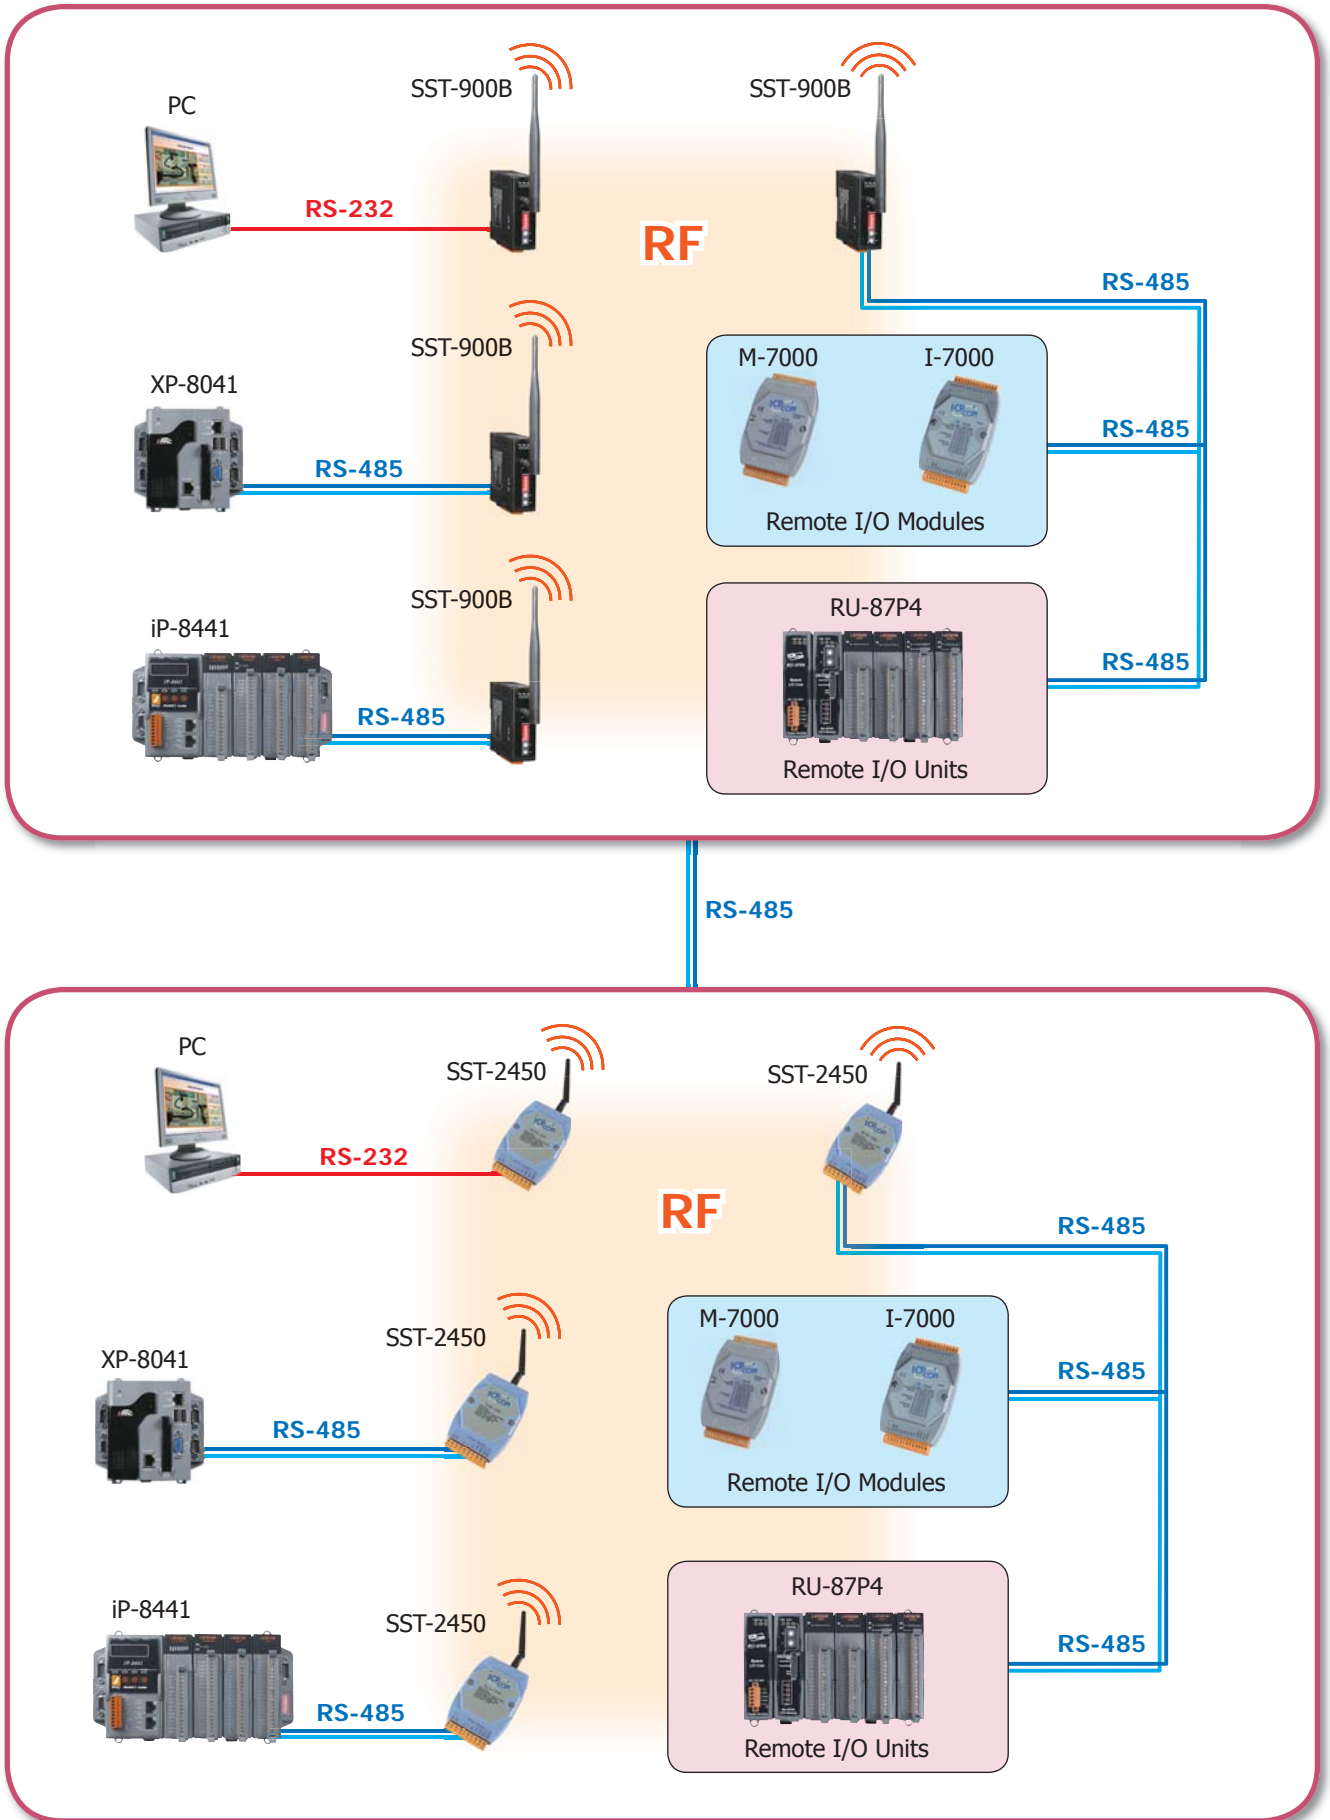 SST-900B
SST-900B
PC
RS-232
RF
RS-485
SST-900B
M-7000
I-7000
XP-8041
RS-485
RS-485
Remote I/O Modules
SST-900B
RU-87P4
iP-8441
RS-485
RS-485
Remote I/O Units
RS-485
PC
SST-2450
SST-2450
RS-232
RF
RS-485
M-7000
I-7000
SST-2450
XP-8041
RS-485
RS-485
Remote I/O Modules
RU-87P4
iP-8441
SST-2450
RS-485
RS-485
Remote I/O Units